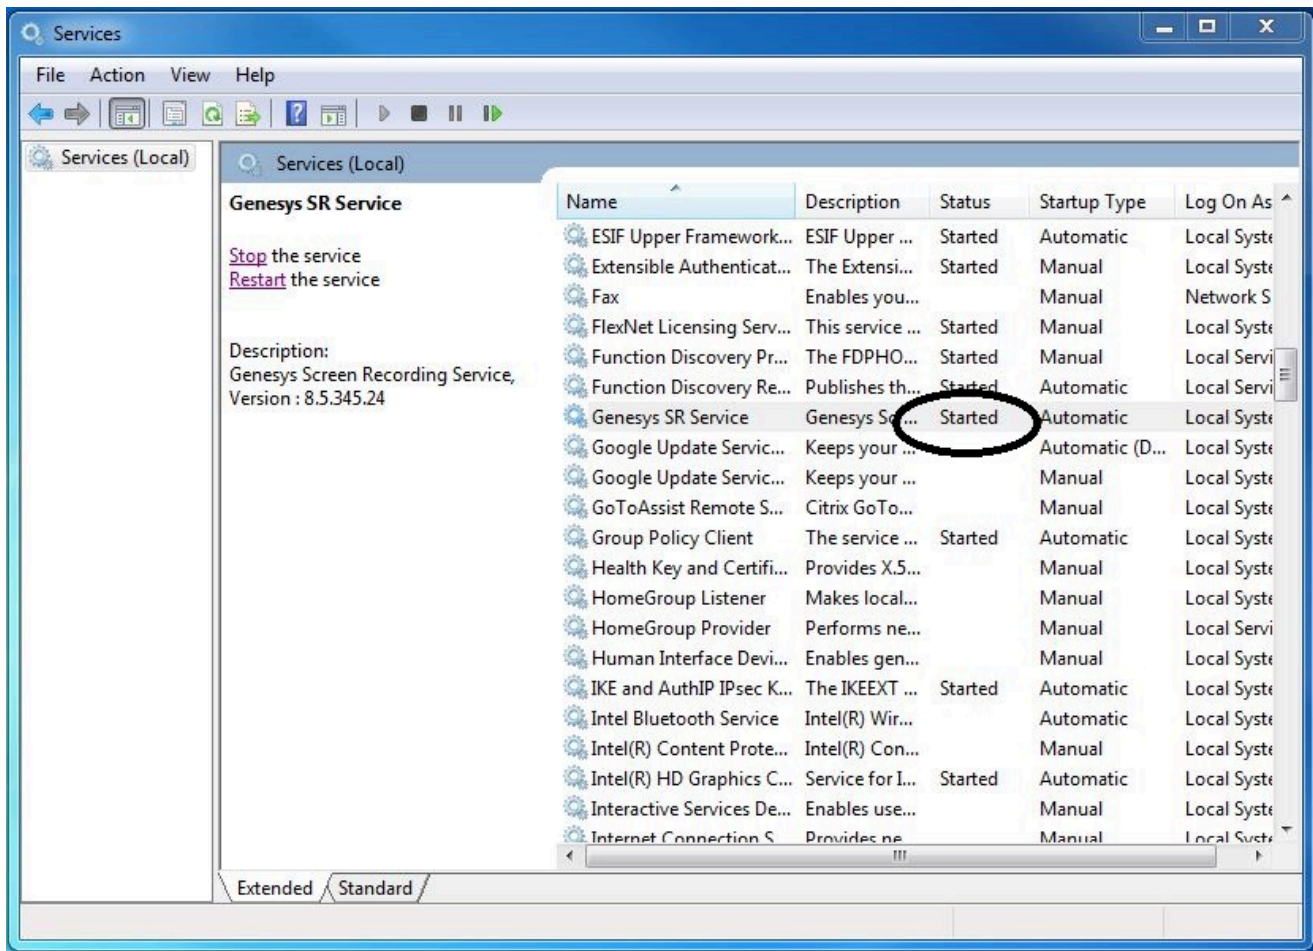 Services
File Action View Help
Services (Local)
Services (Local)
Genesys SR Service
Stop the service
Restart the service
Description:
Genesys Screen Recording Service,
Version : 8.5.345.24
Name Description Status Startup Type Log On As
ESIF Upper Framework... ESIF Upper ... Started Automatic Local Syste
Extensible Authenticat... The Extensi... Started Manual Local Syste
Fax Enables you... Manual Network S
FlexNet Licensing Serv... This service ... Started Manual Local Syste
Function Discovery Pr... The FDPHO... Started Manual Local Servi
Function Discovery Re... Publishes th... Started Automatic Local Servi
Genesys SR Service Genesys Scr... Started Automatic Local Syste
Google Update Servic... Keeps your ... Automatic (D... Local Syste
Google Update Servic... Keeps your ... Manual Local Syste
GoToAssist Remote S... Citrix GoTo... Manual Local Syste
Group Policy Client The service ... Started Automatic Local Syste
Health Key and Certifi... Provides X.5... Manual Local Syste
HomeGroup Listener Makes local... Manual Local Syste
HomeGroup Provider Performs ne... Manual Local Servi
Human Interface Devi... Enables gen... Manual Local Syste
IKE and AuthIP IPsec K... The IKEEXT ... Started Automatic Local Syste
Intel Bluetooth Service Intel(R) Wir... Automatic Local Syste
Intel(R) Content Prote... Intel(R) Con... Manual Local Syste
Intel(R) HD Graphics C... Service for I... Started Automatic Local Syste
Interactive Services De... Enables use... Manual Local Syste
Internet Connection S Provides ne Manual Local Syste
Extended Standard